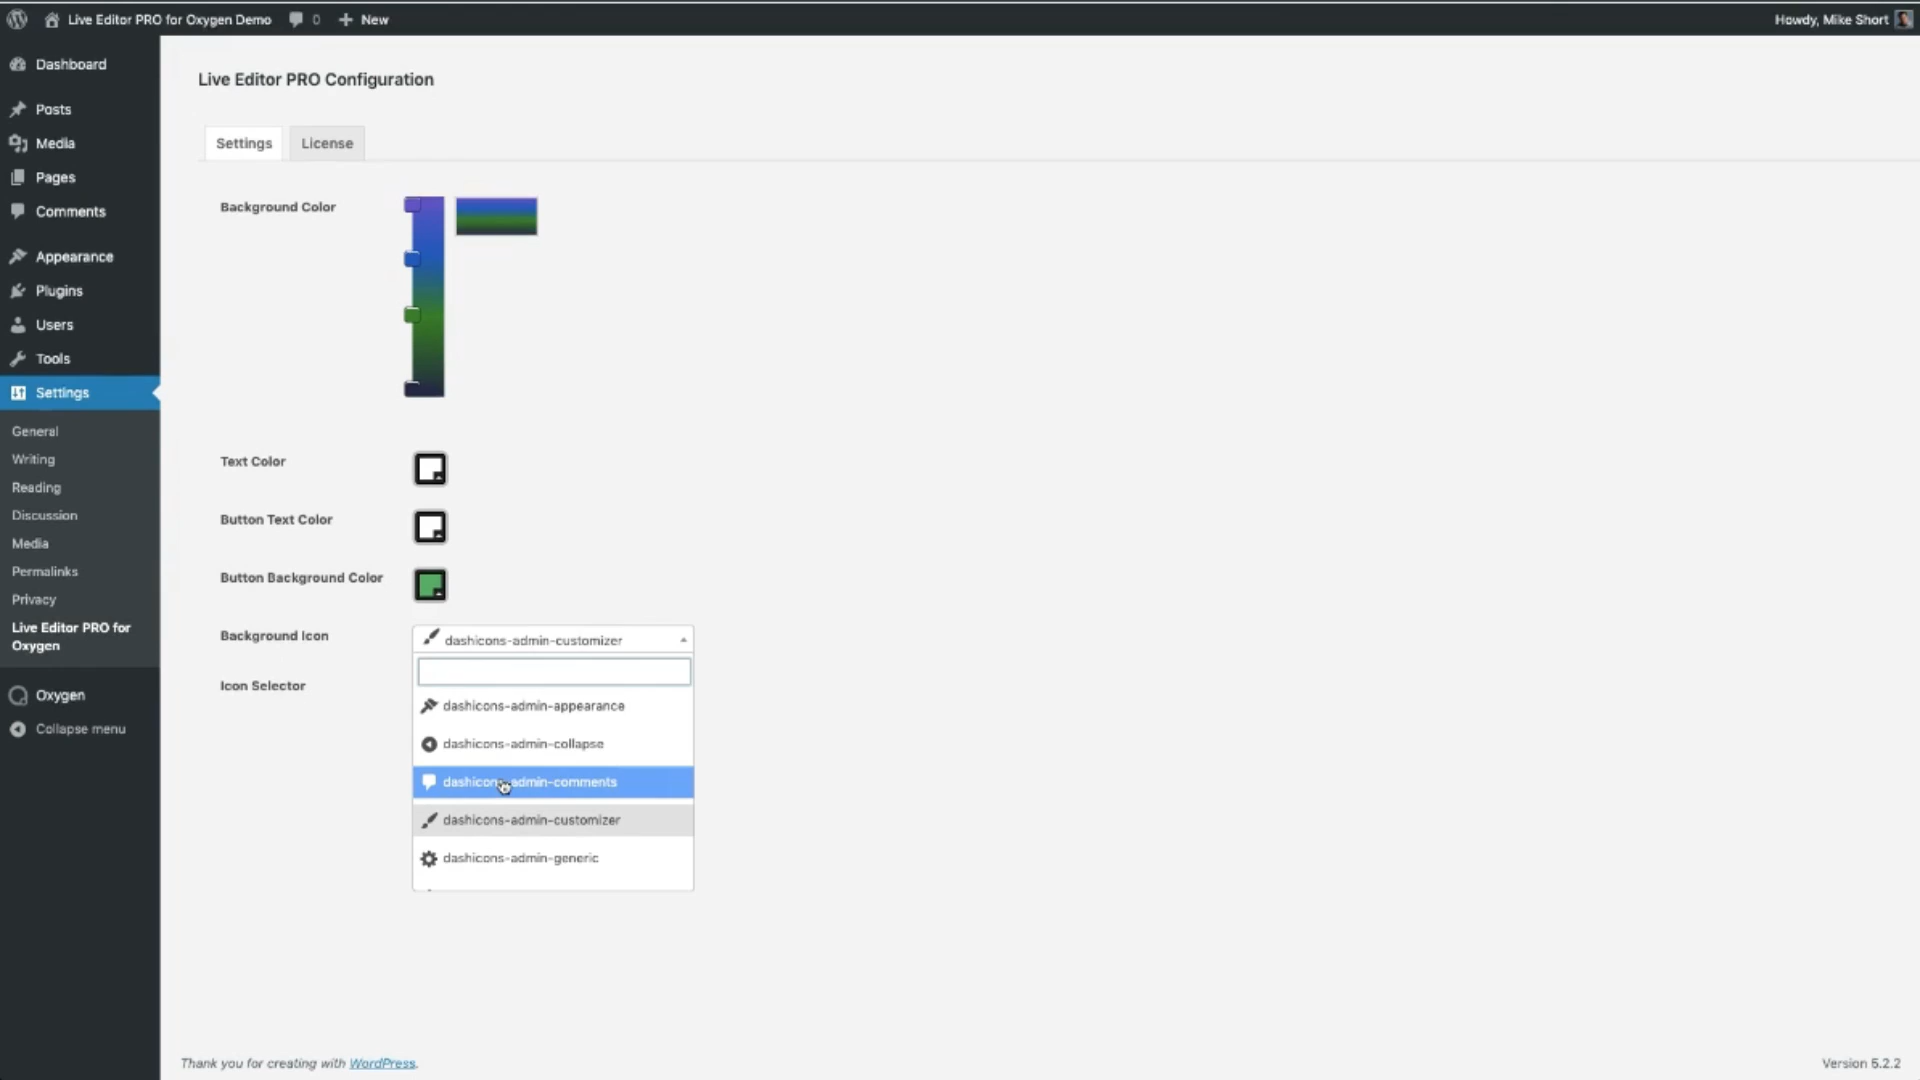 Live Editor PRO for Oxygen Demo
0
New
Howdy, Mike Short
Dashboard
Posts
Media
Pages
Comments
Appearance
Plugins
Users
Tools
Settings
General
Writing
Reading
Discussion
Media
Permalinks
Privacy
Live Editor PRO for
Oxygen
Oxygen
Collapse menu
Live Editor PRO Configuration
Settings
License
Background Color
Text Color
Button Text Color
Button Background Color
Background Icon
dashicons-admin-customizer
Icon Selector
dashicons-admin-appearance
dashicons-admin-collapse
dashicons-admin-comments
dashicons-admin-customizer
dashicons-admin-generic
Thank you for creating with WordPress.
Version 5.2.2